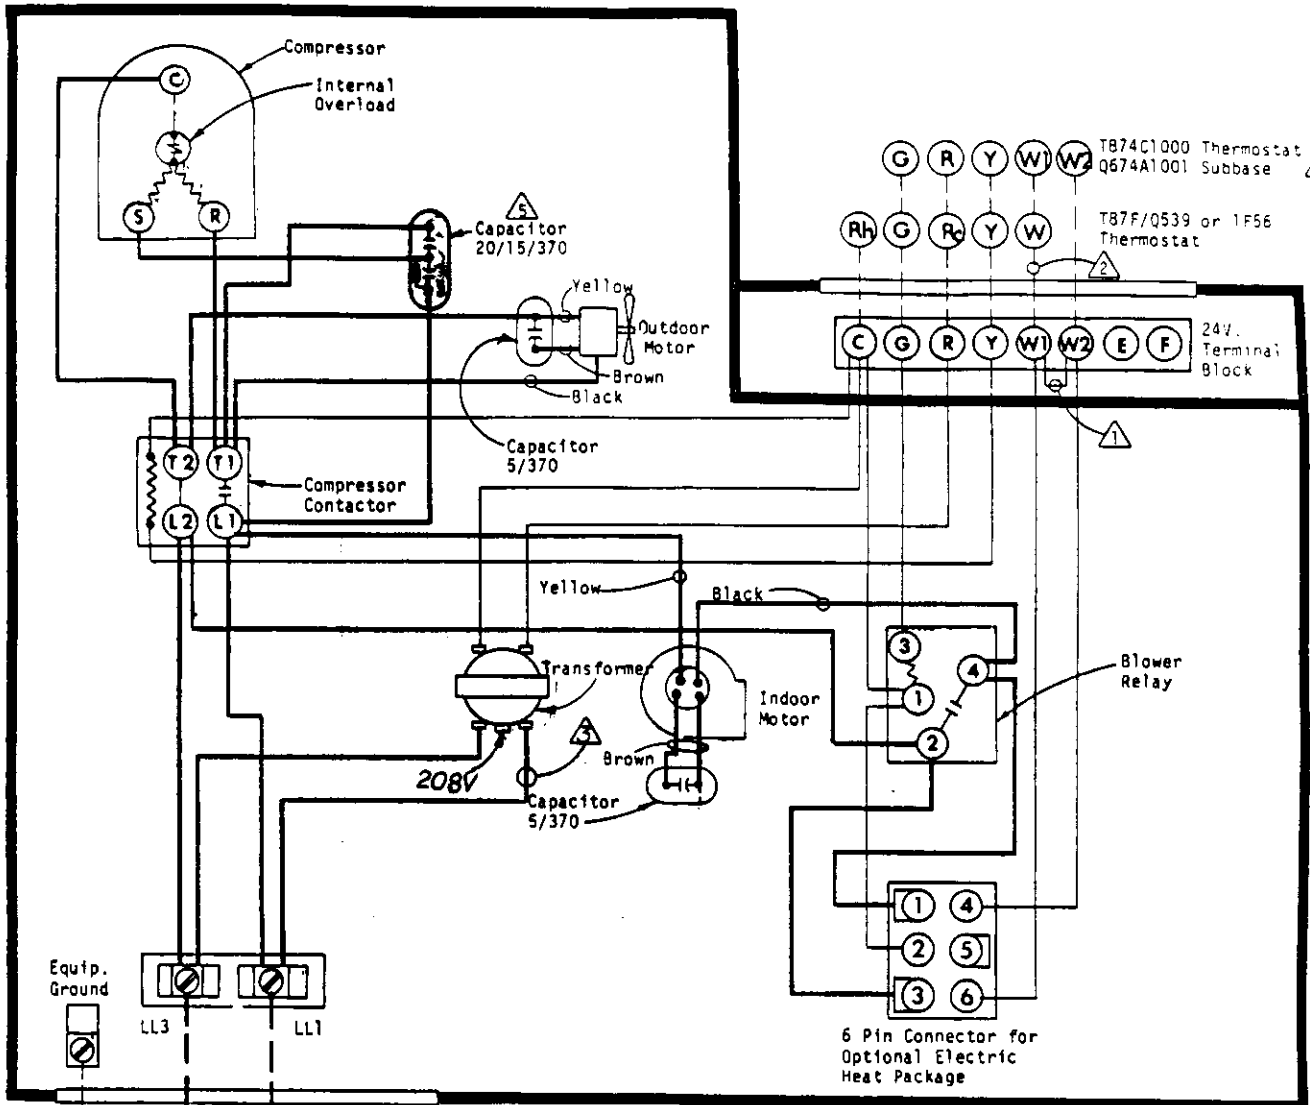 Compressor
C
Internal
Overload
S
R
5
Capacitor
20/15/370
Yellow
Outdoor
Motor
Brown
Black
Capacitor
5/370
G R Y W1 W2
T874C1000 Thermostat
Q674A1001 Subbase
Rh G Rc Y W
T87F/Q539 or 1F56
Thermostat
2
C G R Y W1 W2 E F
24V.
Terminal
Block
1
T2 T1
L2 L1
Compressor
Contactor
Yellow
Black
Transformer
3
208V
Indoor
Motor
Brown
Capacitor
5/370
3
4
1
2
Blower
Relay
1 4
2 5
3 6
6 Pin Connector for
Optional Electric
Heat Package
Equip.
Ground
LL3
LL1